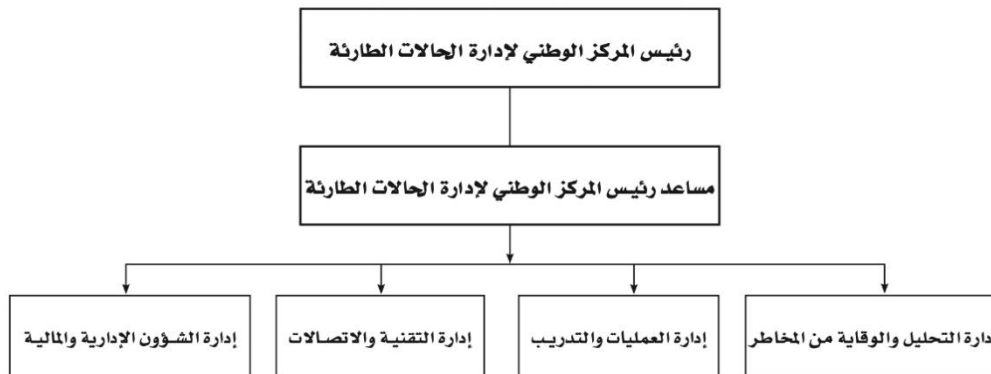 رئيس المركز الوطني لإدارة الحالات الطارئة
مساعد رئيس المركز الوطني لإدارة الحالات الطارئة
دارة التحليل والوقاية من المخاطر
إدارة العمليات والتدريب
إدارة التقنية والاتصالات
إدارة الشؤون الإدارية والمالية